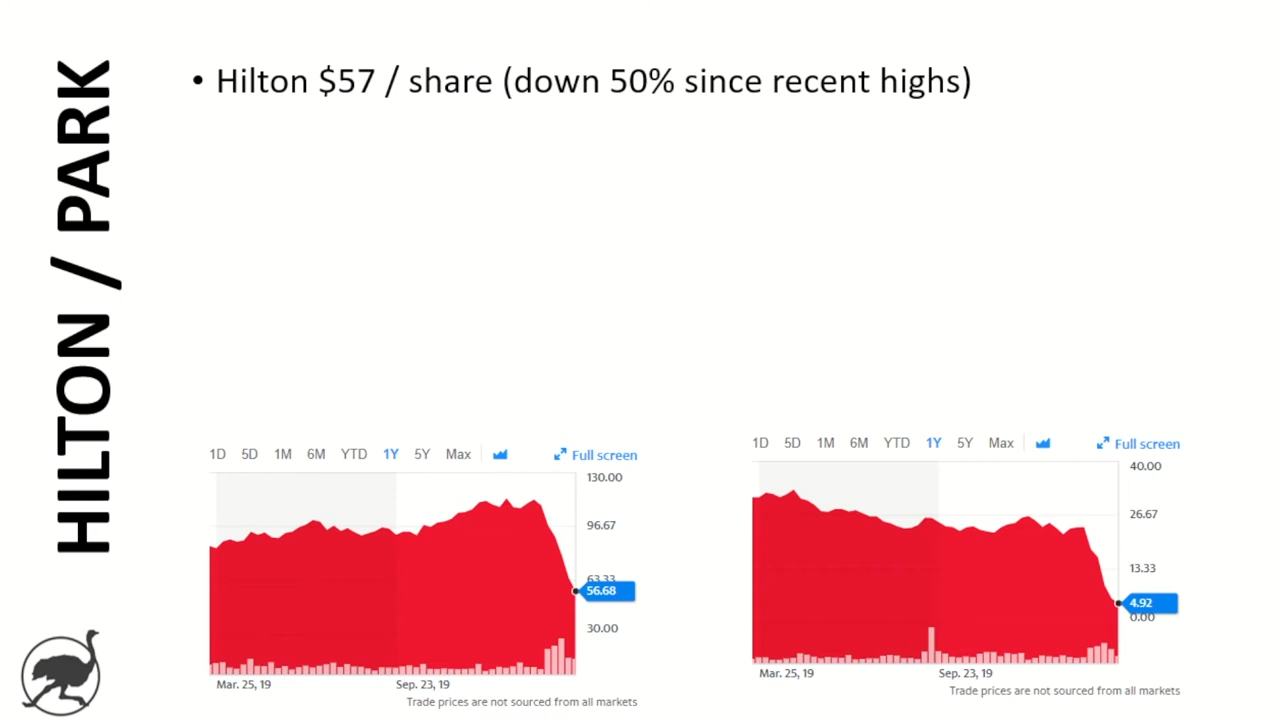 HILTON / PARK
• Hilton $57 / share (down 50% since recent highs)
1D 5D 1M 6M YTD 1Y 5Y Max Full screen
130.00
96.67
63.33
56.68
30.00
Mar. 25, 19 Sep. 23, 19
Trade prices are not sourced from all markets
1D 5D 1M 6M YTD 1Y 5Y Max Full screen
40.00
26.67
13.33
4.92
0.00
Mar. 25, 19 Sep. 23, 19
Trade prices are not sourced from all markets